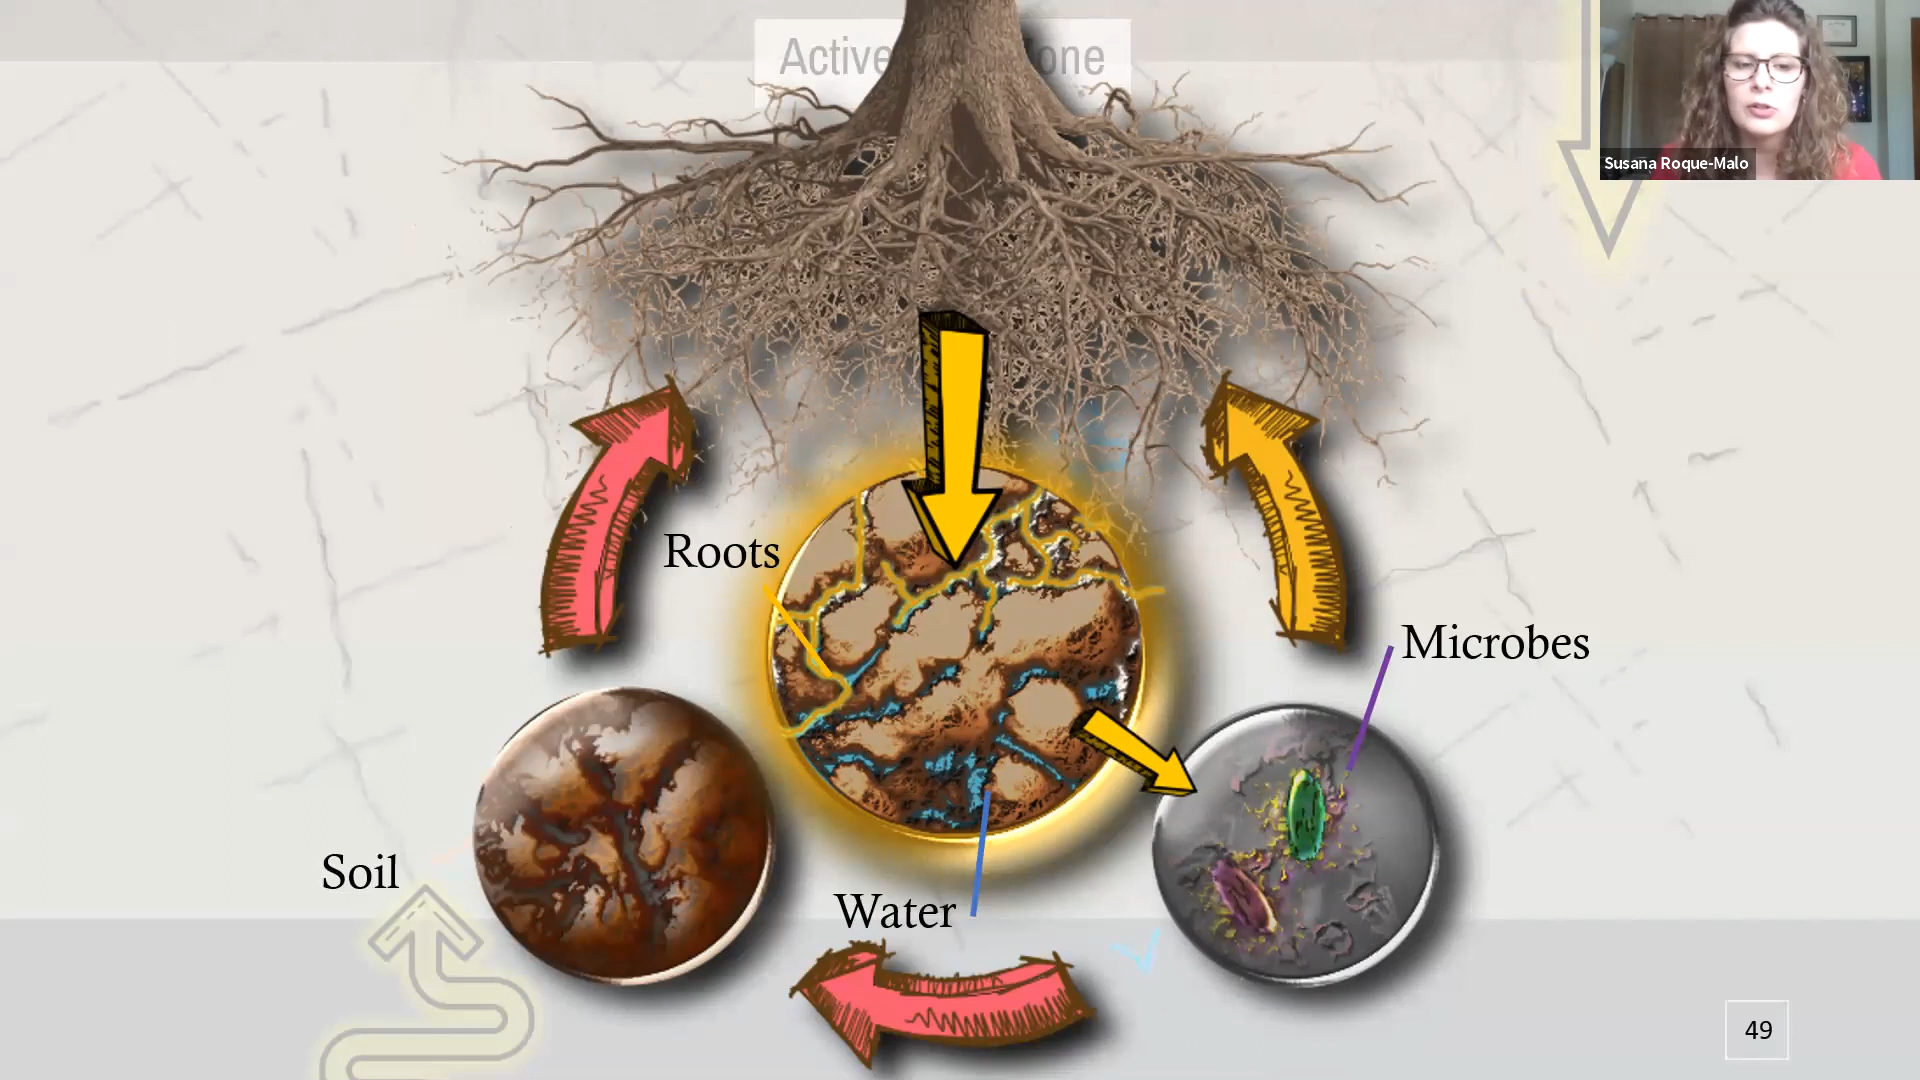 Active one
Susana Roque-Malo
Roots
Microbes
Soil
Water
49